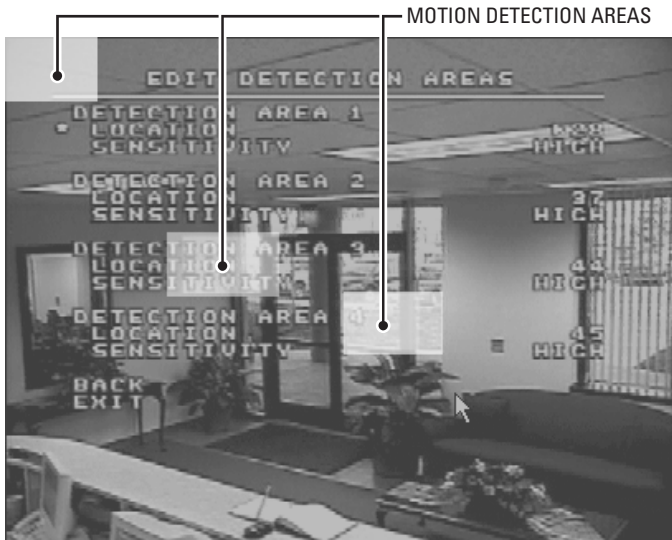 MOTION DETECTION AREAS
EDIT DETECTION AREAS
DETECTION AREA 1
* LOCATION
SENSITIVITY HIGH
DETECTION AREA 2
LOCATION 37
SENSITIVITY HIGH
DETECTION AREA 3
LOCATION 44
SENSITIVITY HIGH
DETECTION AREA 4
LOCATION 45
SENSITIVITY HIGH
BACK
EXIT